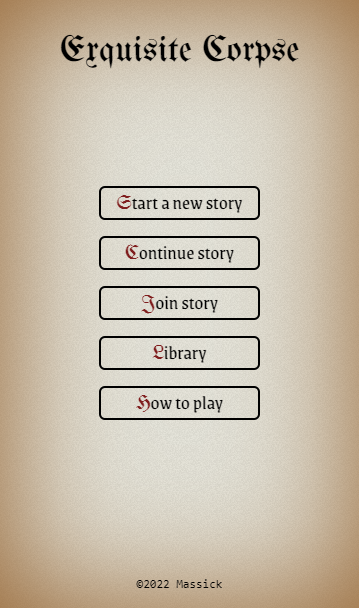 Exquisite Corpse
Start a new story
Continue story
Join story
Library
How to play
©2022 Massick